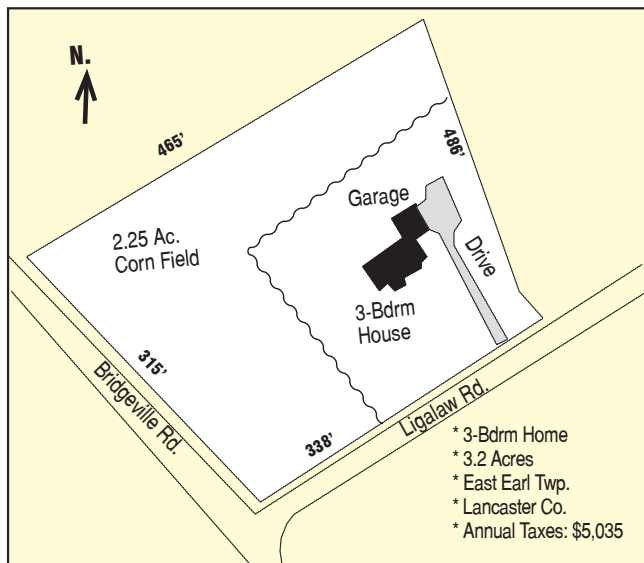 N.
465'
486'
Garage
2.25 Ac.
Corn Field
Drive
3-Bdrm
House
315'
Bridgeville Rd.
338'
Ligalaw Rd.
* 3-Bdrm Home
* 3.2 Acres
* East Earl Twp.
* Lancaster Co.
* Annual Taxes: $5,035